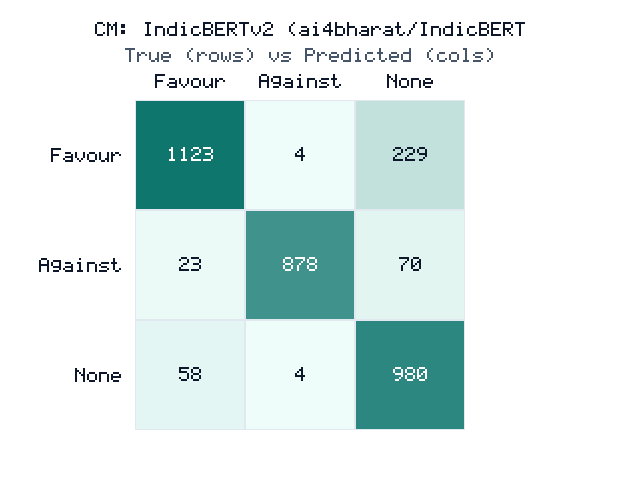 CM: IndicBERTv2 (ai4bharat/IndicBERT
True (rows) vs Predicted (cols)
Favour Against None
Favour 1123 4 229
Against 23 878 70
None 58 4 980